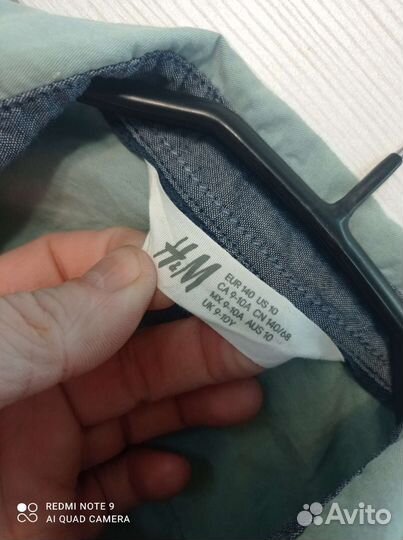 H&M
EUR 140 US 10
CA 9-10A CN 140/68
MX 9-10A AUS 10
UK 9-10Y
REDMI NOTE 9
AI QUAD CAMERA
Avito